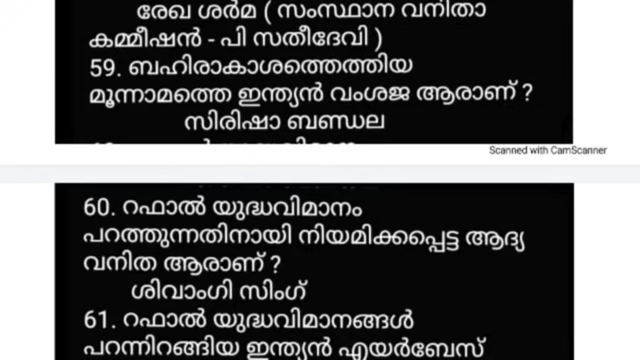 രേഖ ശർമ ( സംസ്ഥാന വനിതാ
കമ്മീഷൻ - പി സതീദേവി )
59. ബഹിരാകാശത്തെത്തിയ
മൂന്നാമത്തെ ഇന്ത്യൻ വംശജ ആരാണ് ?
സിരിഷാ ബണ്ഡല
Scanned with CamScanner
60. റഫാൽ യുദ്ധവിമാനം
പറത്തുന്നതിനായി നിയമിക്കപ്പെട്ട ആദ്യ
വനിത ആരാണ് ?
ശിവാംഗി സിംഗ്
61. റഫാൽ യുദ്ധവിമാനങ്ങൾ
പറന്നിറങ്ങിയ ഇന്ത്യൻ എയർബേസ്